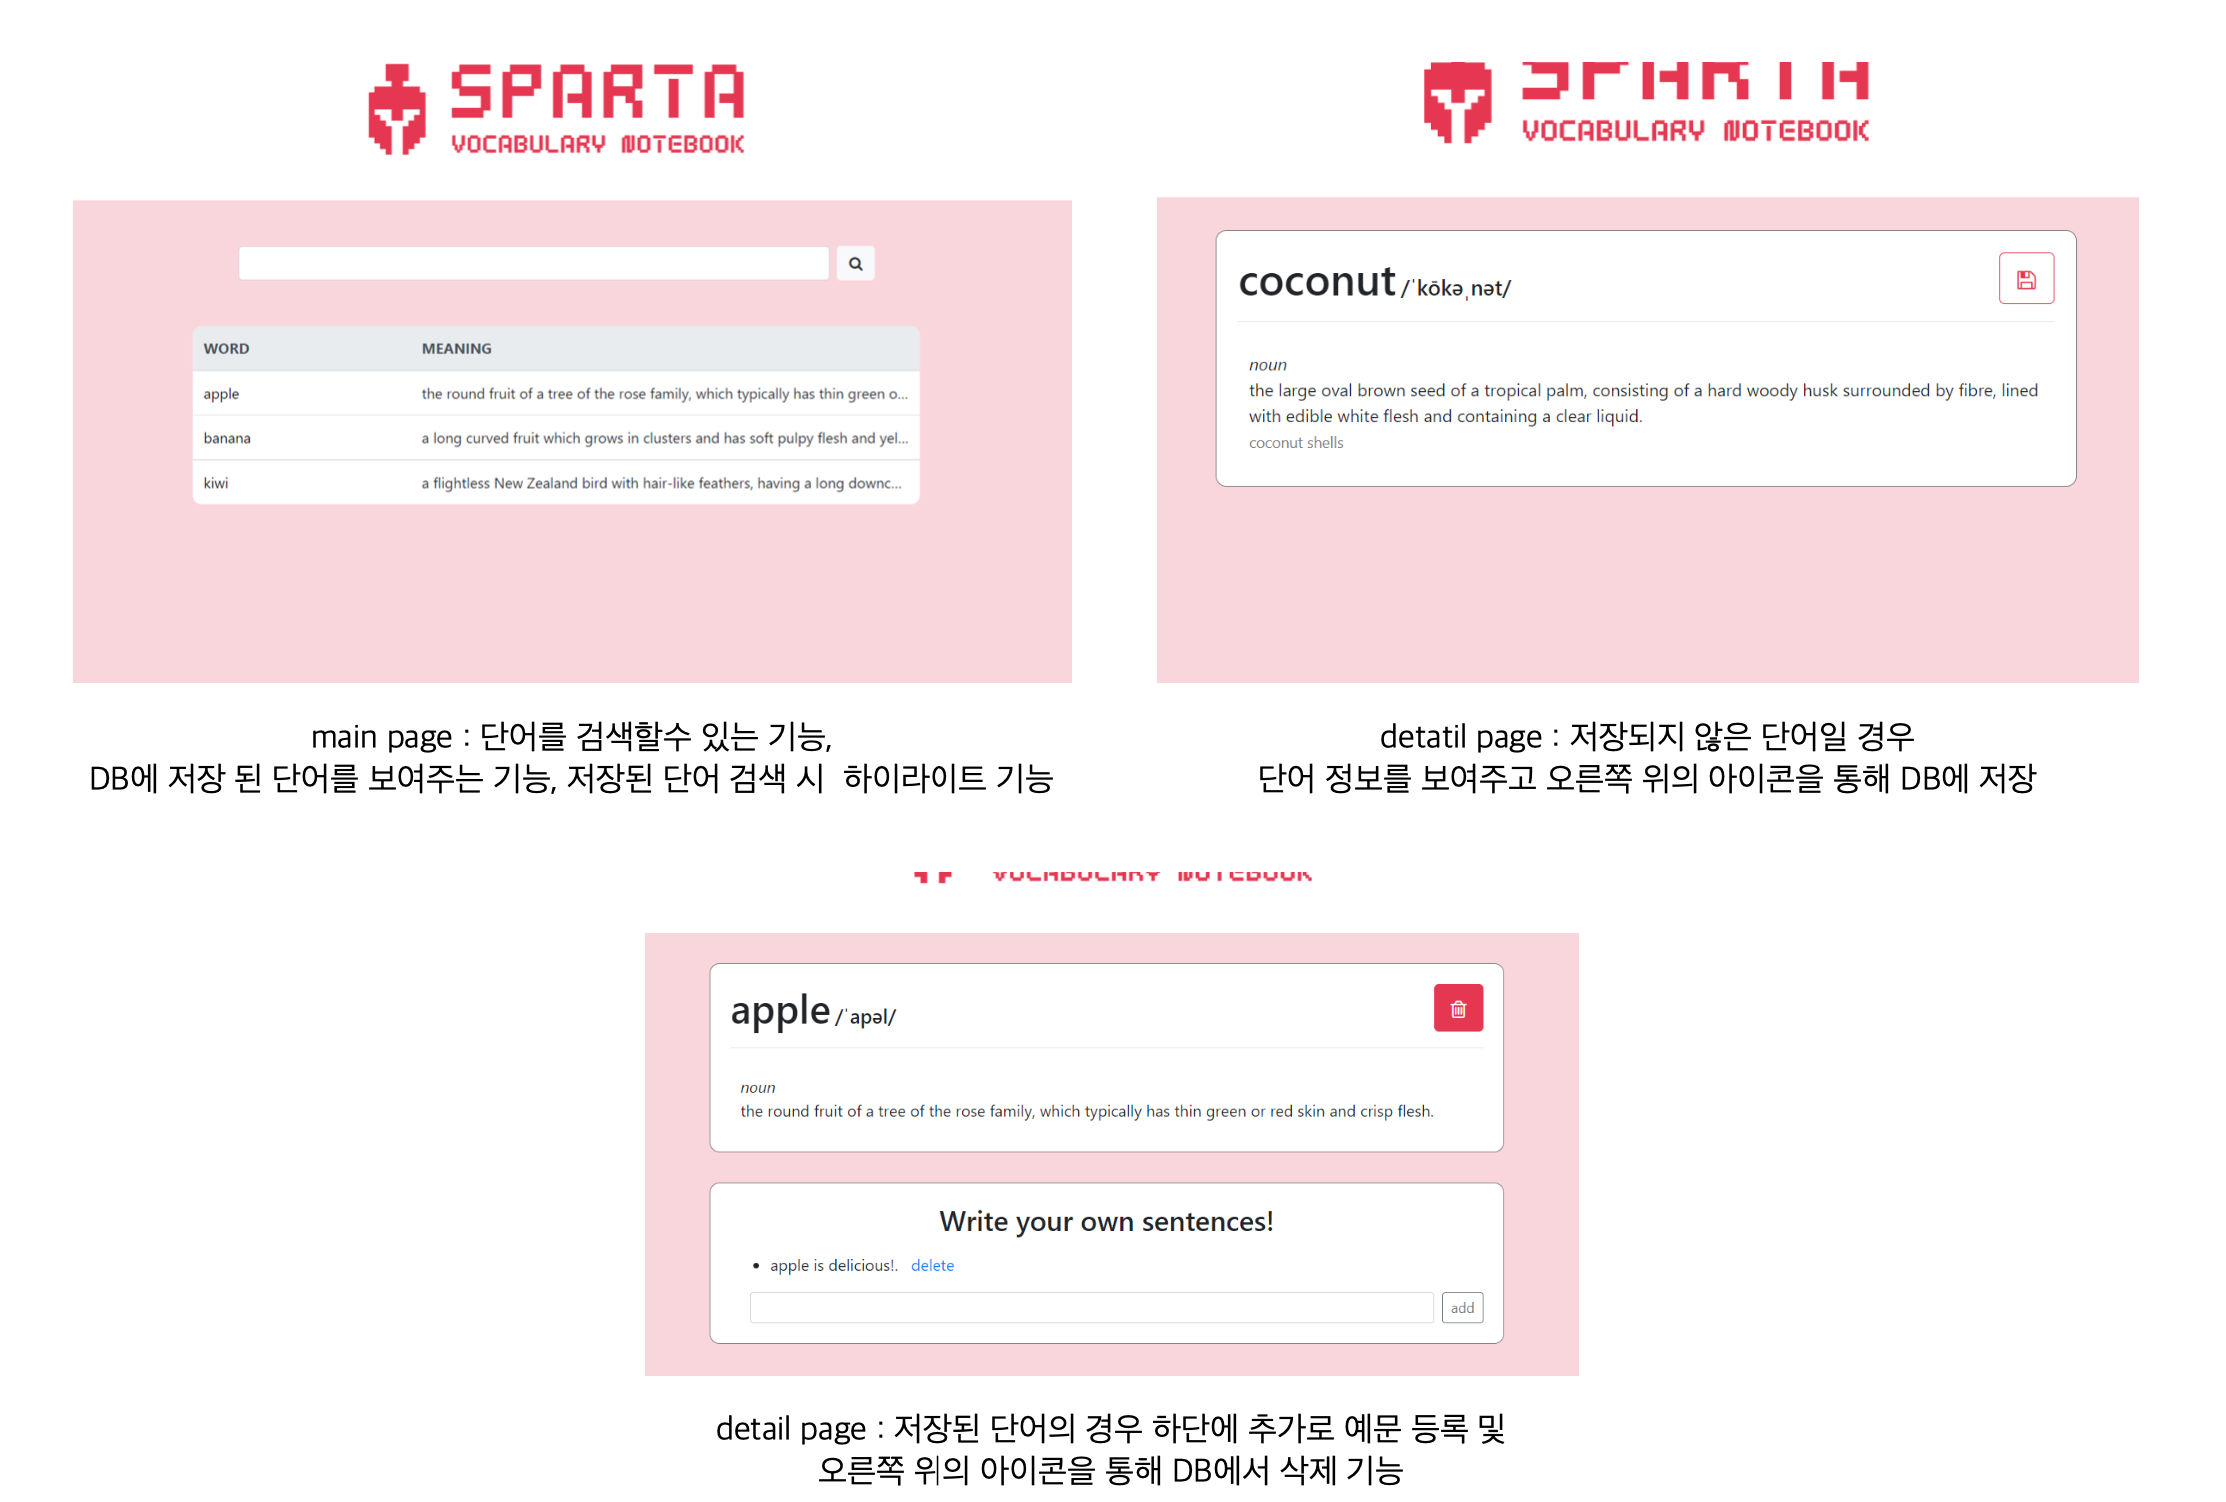 SPARTA
VOCABULARY NOTEBOOK
WORD MEANING
apple the round fruit of a tree of the rose family, which typically has thin green o...
banana a long curved fruit which grows in clusters and has soft pulpy flesh and yel...
kiwi a flightless New Zealand bird with hair-like feathers, having a long downc...
main page : 단어를 검색할수 있는 기능,
DB에 저장 된 단어를 보여주는 기능, 저장된 단어 검색 시 하이라이트 기능
SPARTA
VOCABULARY NOTEBOOK
coconut /ˈkōkəˌnət/
noun
the large oval brown seed of a tropical palm, consisting of a hard woody husk surrounded by fibre, lined
with edible white flesh and containing a clear liquid.
coconut shells
detatil page : 저장되지 않은 단어일 경우
단어 정보를 보여주고 오른쪽 위의 아이콘을 통해 DB에 저장
VOCABULARY NOTEBOOK
apple /ˈapəl/
noun
the round fruit of a tree of the rose family, which typically has thin green or red skin and crisp flesh.
Write your own sentences!
• apple is delicious!. delete
add
detail page : 저장된 단어의 경우 하단에 추가로 예문 등록 및
오른쪽 위의 아이콘을 통해 DB에서 삭제 기능